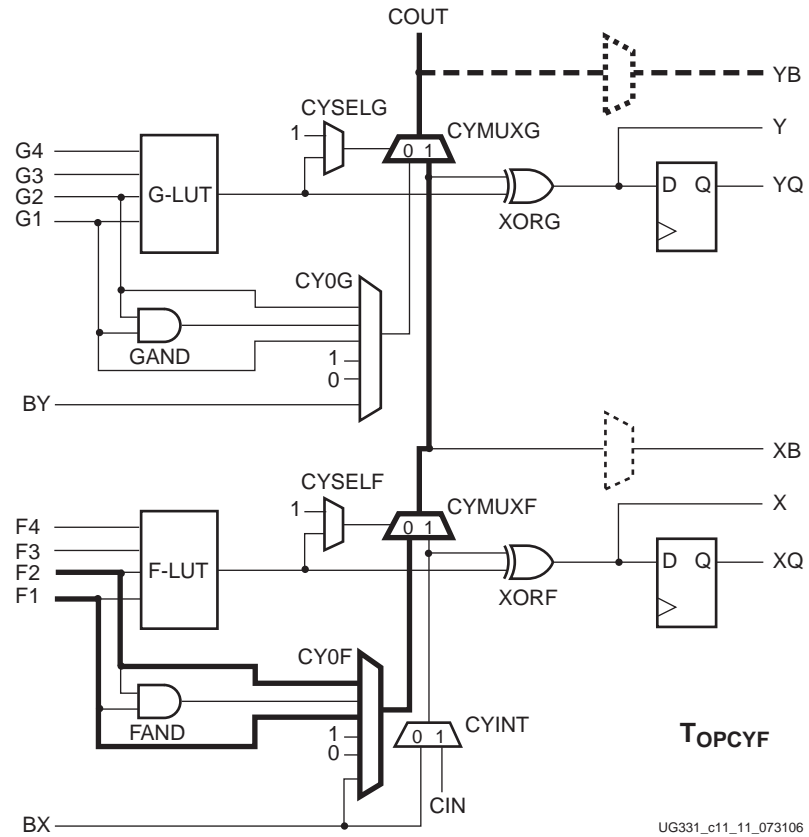 COUT
YB
CYSELG
1
CYMUXG
Y
0 1
G4
G3
G2
G-LUT
D Q
YQ
G1
XORG
CY0G
GAND
1
0
BY
XB
CYSELF
1
CYMUXF
X
0 1
F4
F3
F2
F-LUT
D Q
XQ
F1
XORF
CY0F
FAND
1
0
CYINT
0 1
TOPCYF
CIN
BX
UG331_c11_11_073106